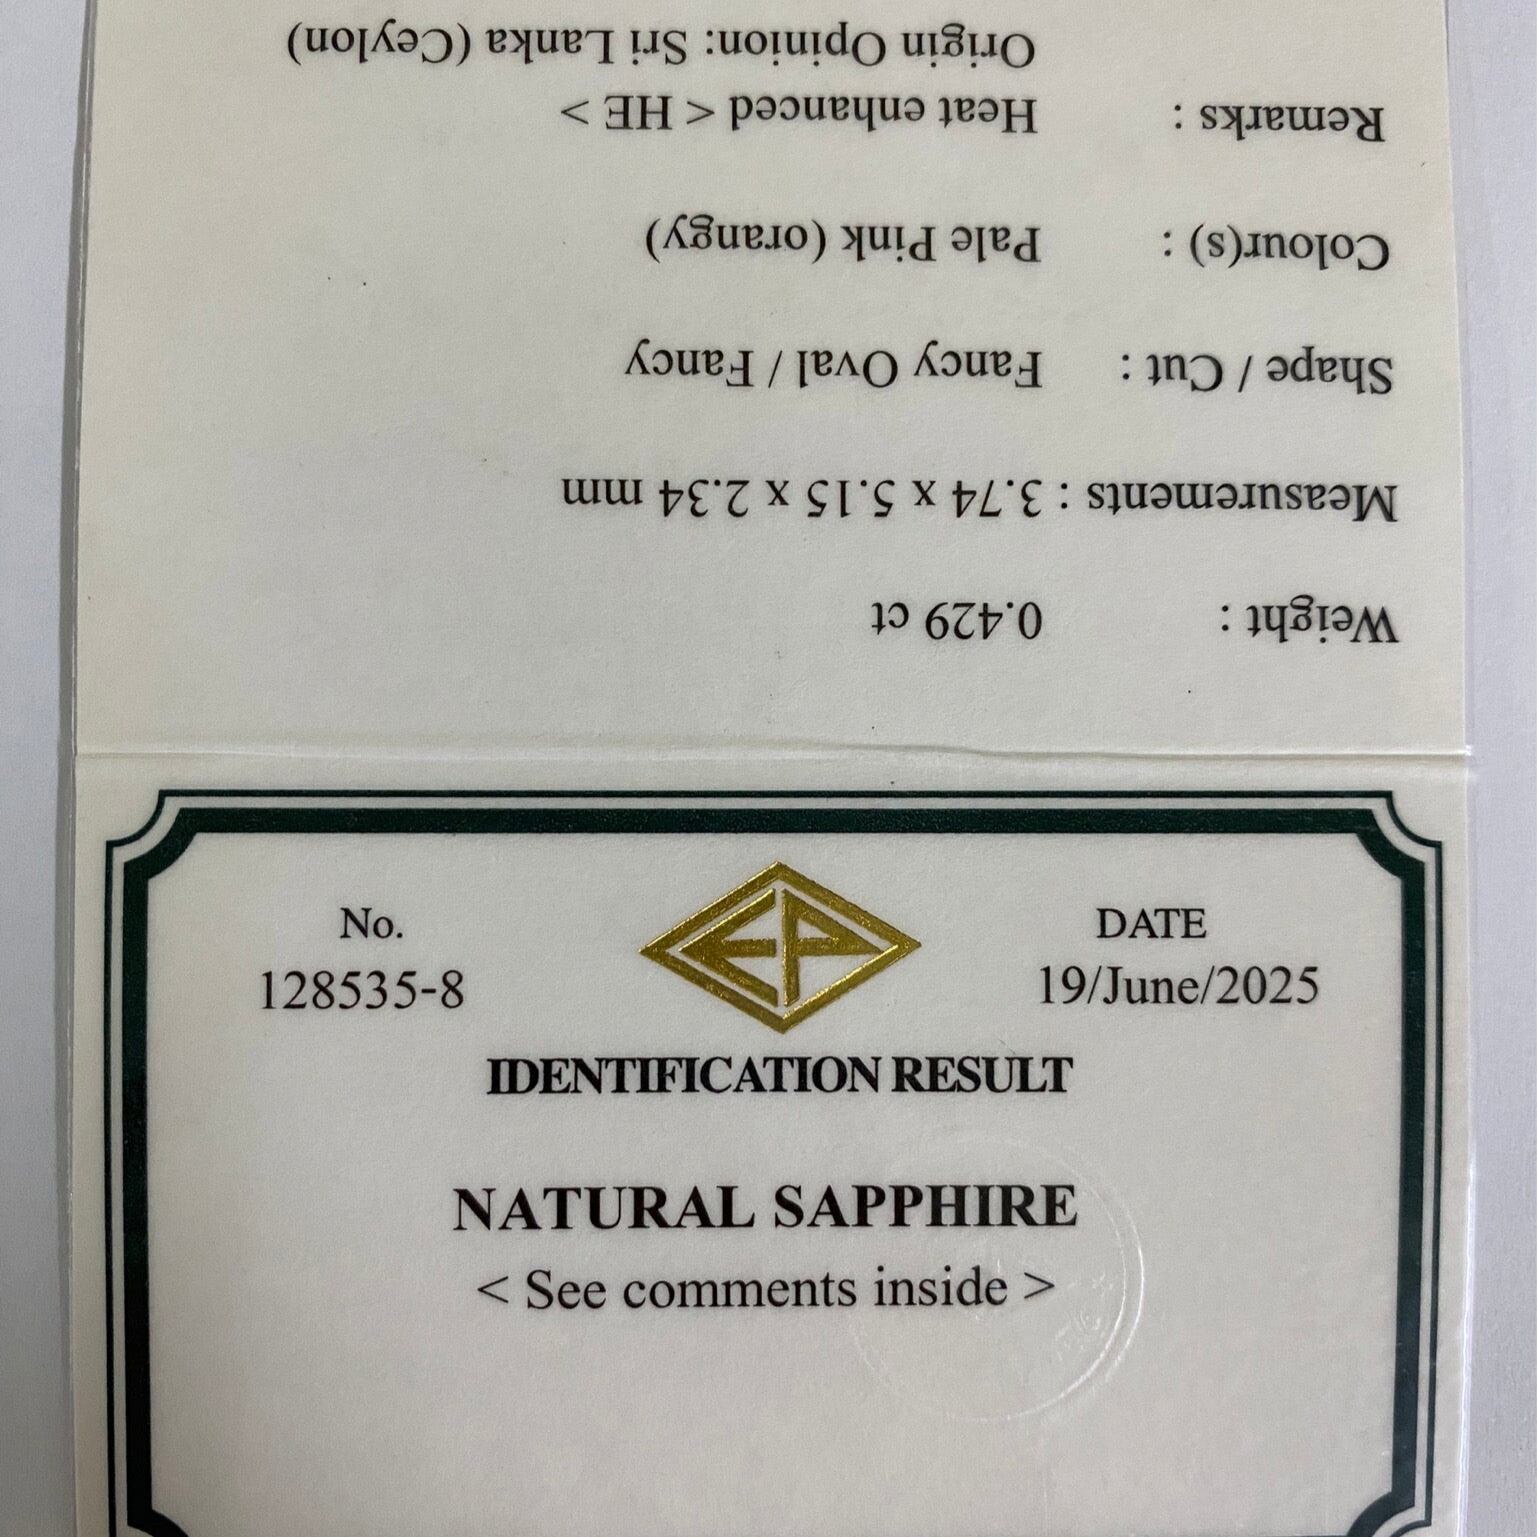 No. EP DATE
128535-8 19/June/2025
IDENTIFICATION RESULT
NATURAL SAPPHIRE
< See comments inside >
Weight : 0.429 ct
Measurements : 3.74 x 5.15 x 2.34 mm
Shape / Cut : Fancy Oval / Fancy
Colour(s) : Pale Pink (orangy)
Remarks : Heat enhanced < HE >
Origin Opinion: Sri Lanka (Ceylon)